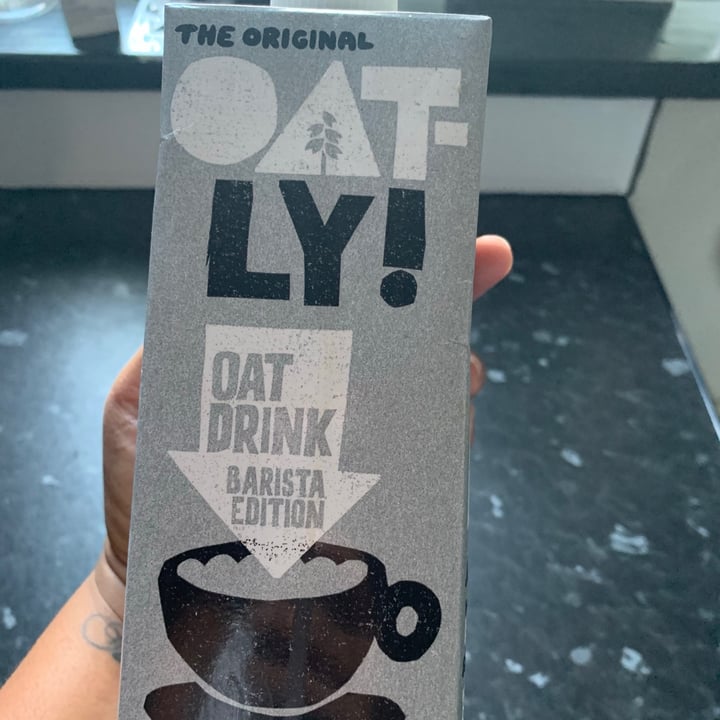 THE ORIGINAL
OAT-
LY!
OAT
DRINK
BARISTA
EDITION